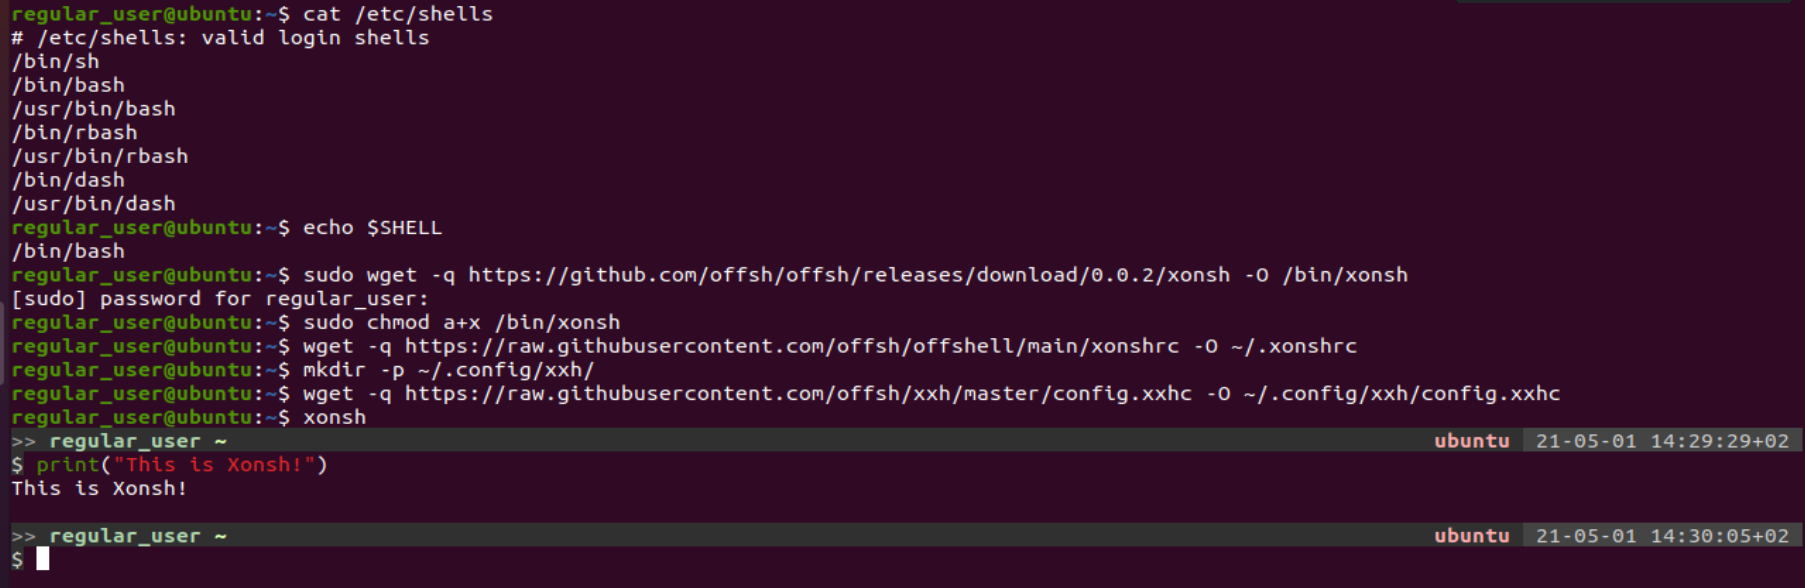 regular_user@ubuntu:~$ cat /etc/shells
# /etc/shells: valid login shells
/bin/sh
/bin/bash
/usr/bin/bash
/bin/rbash
/usr/bin/rbash
/bin/dash
/usr/bin/dash
regular_user@ubuntu:~$ echo $SHELL
/bin/bash
regular_user@ubuntu:~$ sudo wget -q https://github.com/offsh/offsh/releases/download/0.0.2/xonsh -O /bin/xonsh
[sudo] password for regular_user:
regular_user@ubuntu:~$ sudo chmod a+x /bin/xonsh
regular_user@ubuntu:~$ wget -q https://raw.githubusercontent.com/offsh/offshell/main/xonshrc -O ~/.xonshrc
regular_user@ubuntu:~$ mkdir -p ~/.config/xxh/
regular_user@ubuntu:~$ wget -q https://raw.githubusercontent.com/offsh/xxh/master/config.xxhc -O ~/.config/xxh/config.xxhc
regular_user@ubuntu:~$ xonsh
>> regular_user ~ ubuntu 21-05-01 14:29:29+02
$ print("This is Xonsh!")
This is Xonsh!
>> regular_user ~ ubuntu 21-05-01 14:30:05+02
$